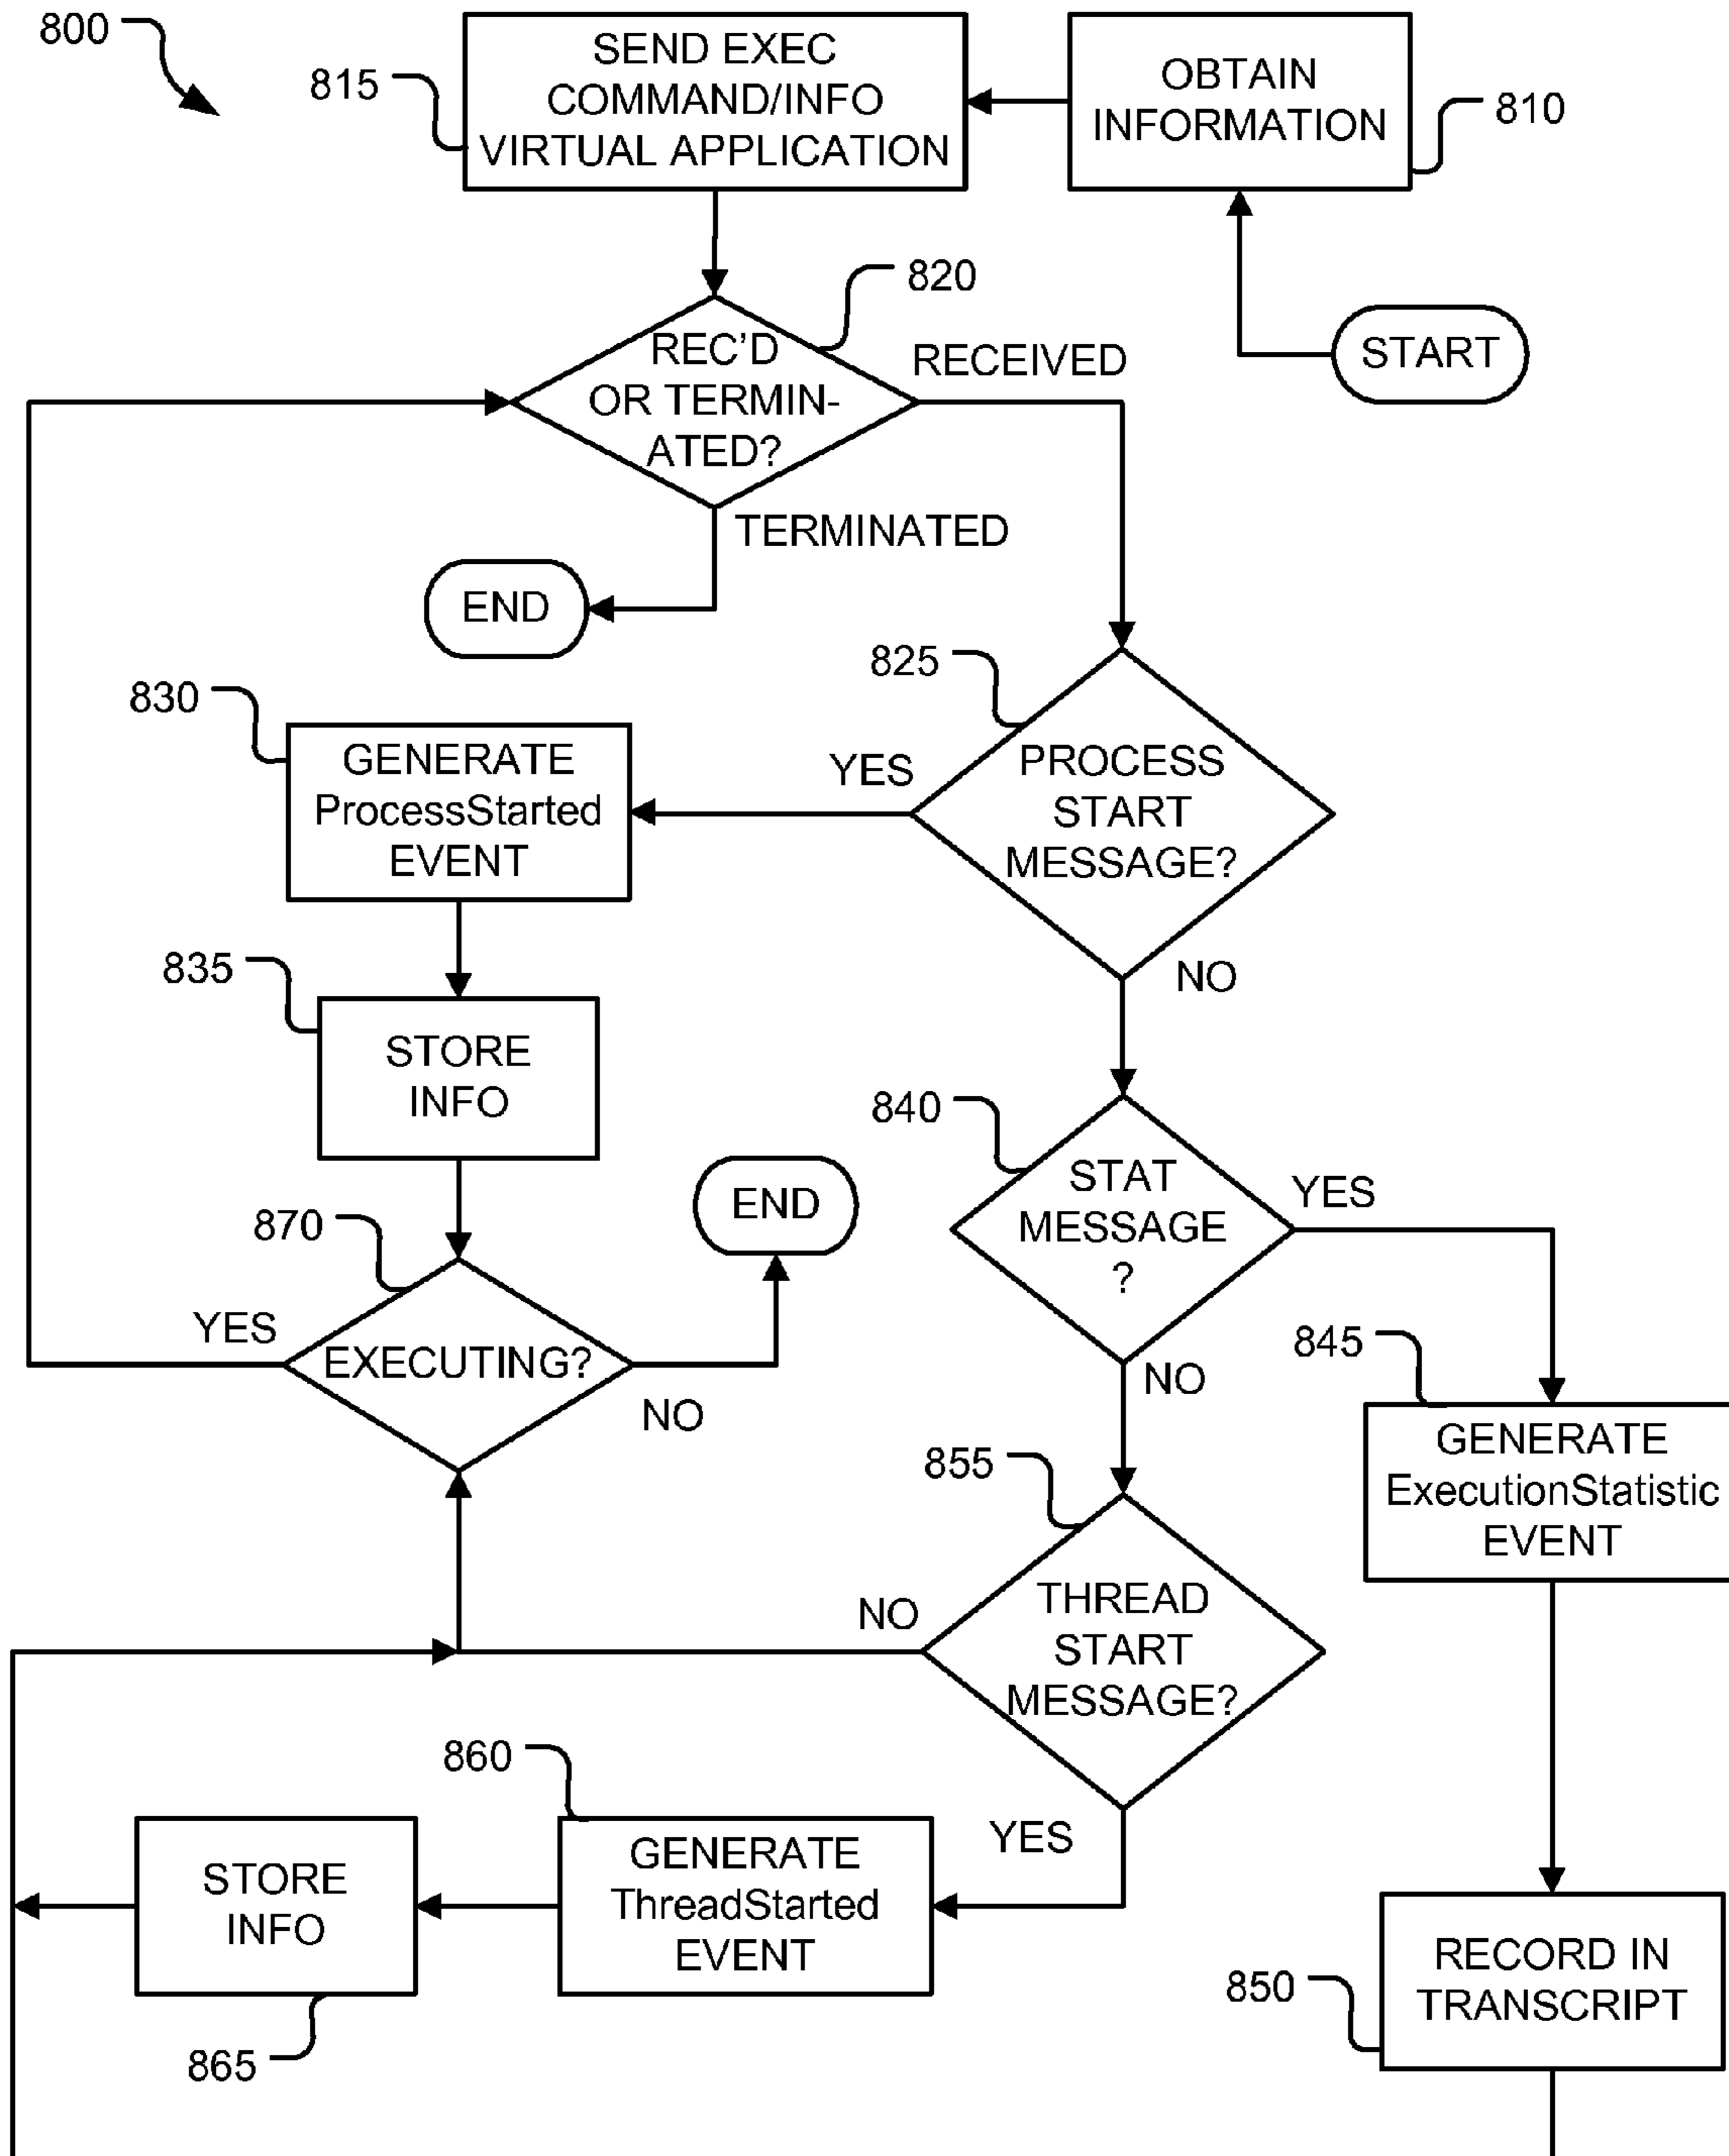 800
SEND EXEC
COMMAND/INFO
VIRTUAL APPLICATION
815
OBTAIN
INFORMATION
810
START
REC'D
OR TERMIN-
ATED?
820
RECEIVED
TERMINATED
END
825
PROCESS
START
MESSAGE?
YES
NO
830
GENERATE
ProcessStarted
EVENT
835
STORE
INFO
840
STAT
MESSAGE
?
YES
NO
END
870
EXECUTING?
YES
NO
845
GENERATE
ExecutionStatistic
EVENT
855
THREAD
START
MESSAGE?
NO
YES
860
GENERATE
ThreadStarted
EVENT
STORE
INFO
865
850
RECORD IN
TRANSCRIPT